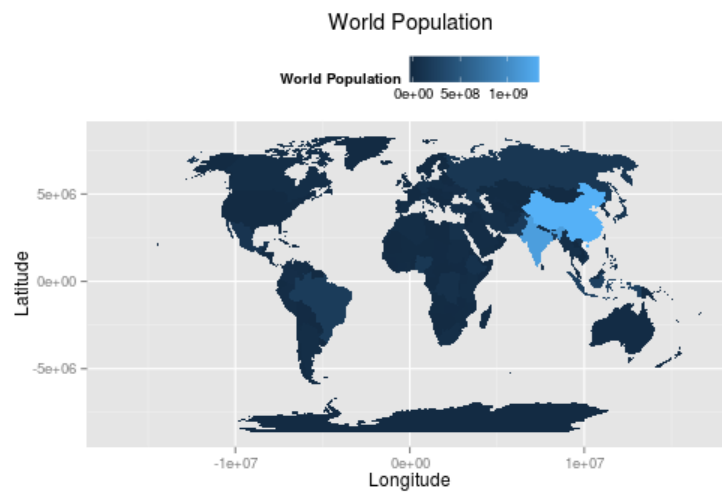 World Population
World Population
0e+00 5e+08 1e+09
Latitude
5e+06
0e+00
-5e+06
-1e+07 0e+00 1e+07
Longitude